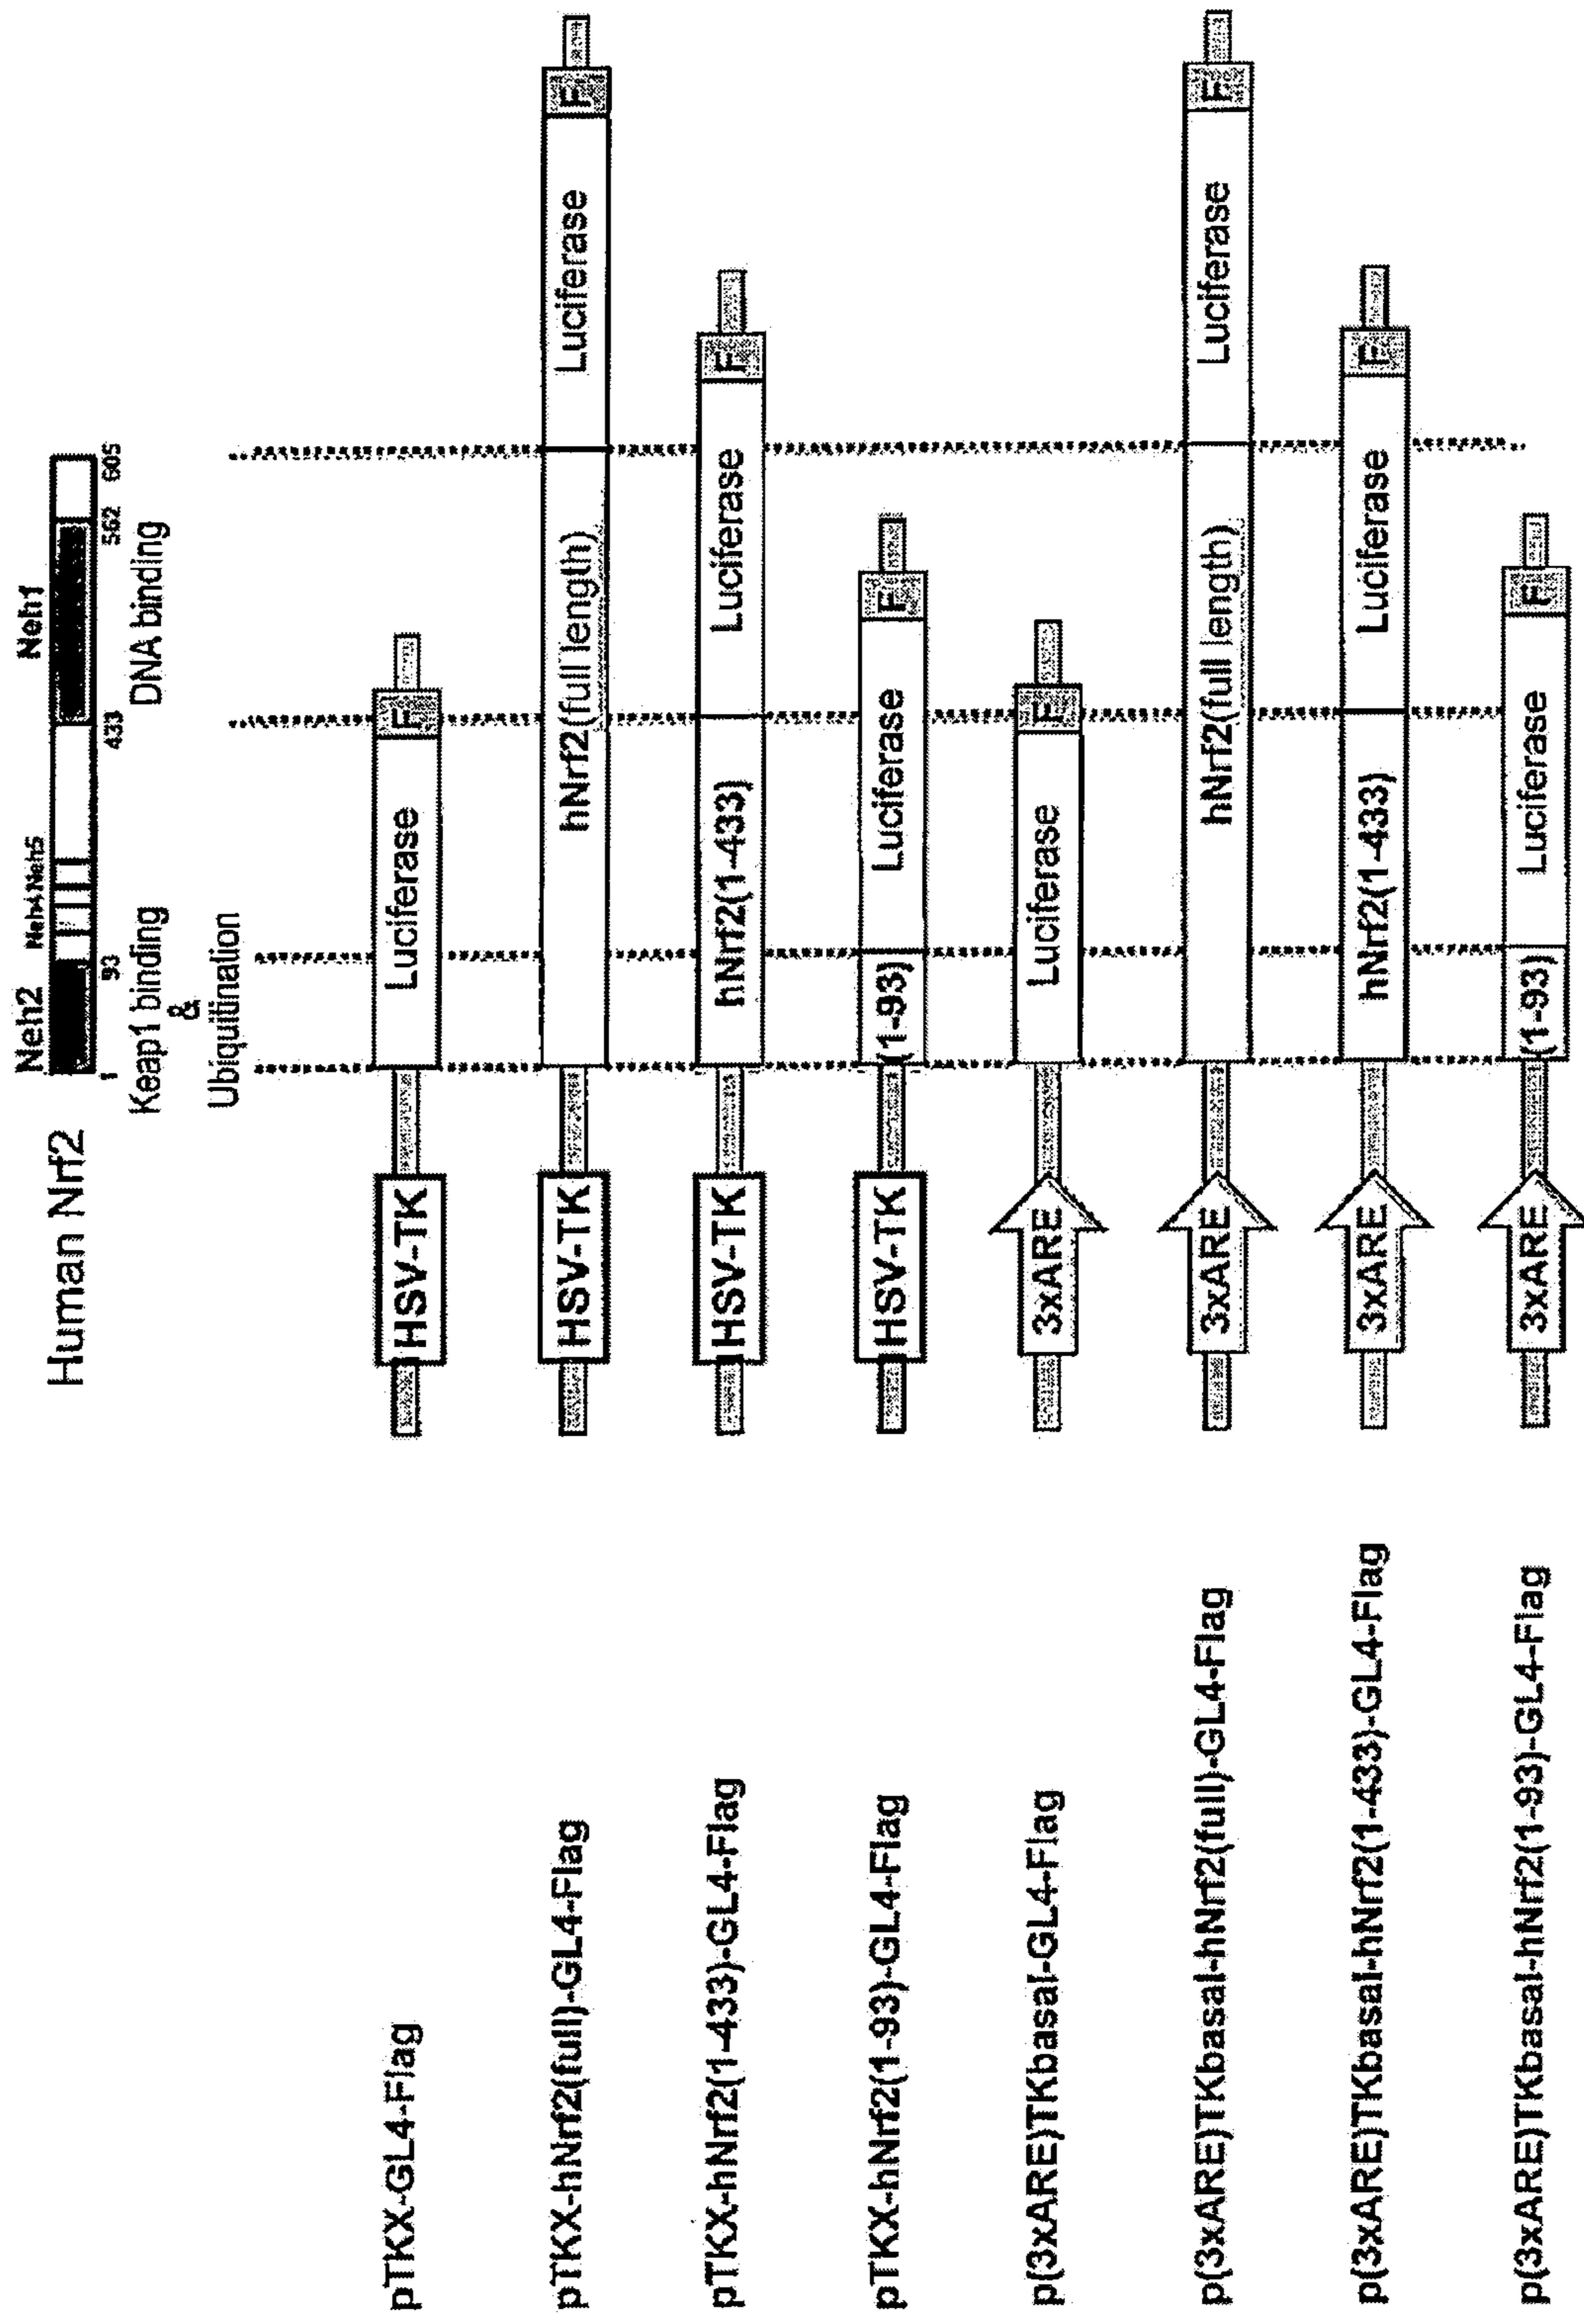 Human Nrf2
Neh2 Neh4 Neh5 Neh1
1 93 433 562 605
Keap1 binding
&
Ubiquitination
DNA binding
pTKX-GL4-Flag
HSV-TK Luciferase F
pTKX-hNrf2(full)-GL4-Flag
HSV-TK hNrf2(full length) Luciferase F
pTKX-hNrf2(1-433)-GL4-Flag
HSV-TK hNrf2(1-433) Luciferase F
pTKX-hNrf2(1-93)-GL4-Flag
HSV-TK (1-93) Luciferase F
p(3xARE)TKbasal-GL4-Flag
3xARE Luciferase F
p(3xARE)TKbasal-hNrf2(full)-GL4-Flag
3xARE hNrf2(full length) Luciferase F
p(3xARE)TKbasal-hNrf2(1-433)-GL4-Flag
3xARE hNrf2(1-433) Luciferase F
p(3xARE)TKbasal-hNrf2(1-93)-GL4-Flag
3xARE (1-93) Luciferase F